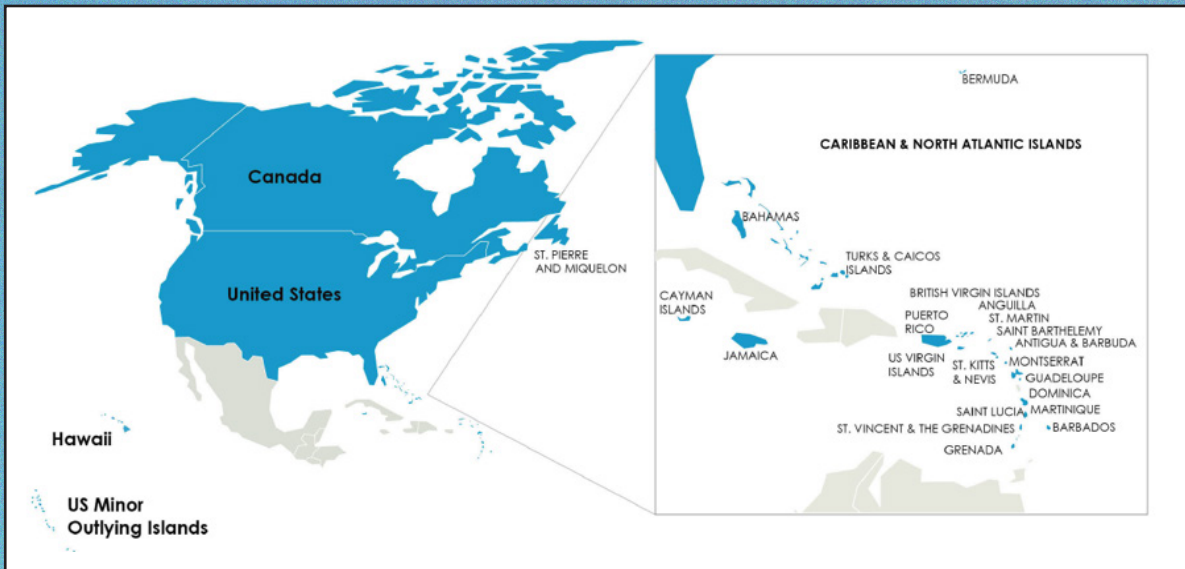 BERMUDA
CARIBBEAN & NORTH ATLANTIC ISLANDS
Canada
BAHAMAS
ST. PIERRE
AND MIQUELON
TURKS & CAICOS
ISLANDS
United States
CAYMAN
ISLANDS
BRITISH VIRGIN ISLANDS
ANGUILLA
PUERTO
RICO
ST. MARTIN
SAINT BARTHELEMY
ANTIGUA & BARBUDA
JAMAICA
US VIRGIN
ISLANDS
ST. KITTS
& NEVIS
MONTSERRAT
GUADELOUPE
DOMINICA
SAINT LUCIA
MARTINIQUE
ST. VINCENT & THE GRENADINES
BARBADOS
GRENADA
Hawaii
US Minor
Outlying Islands